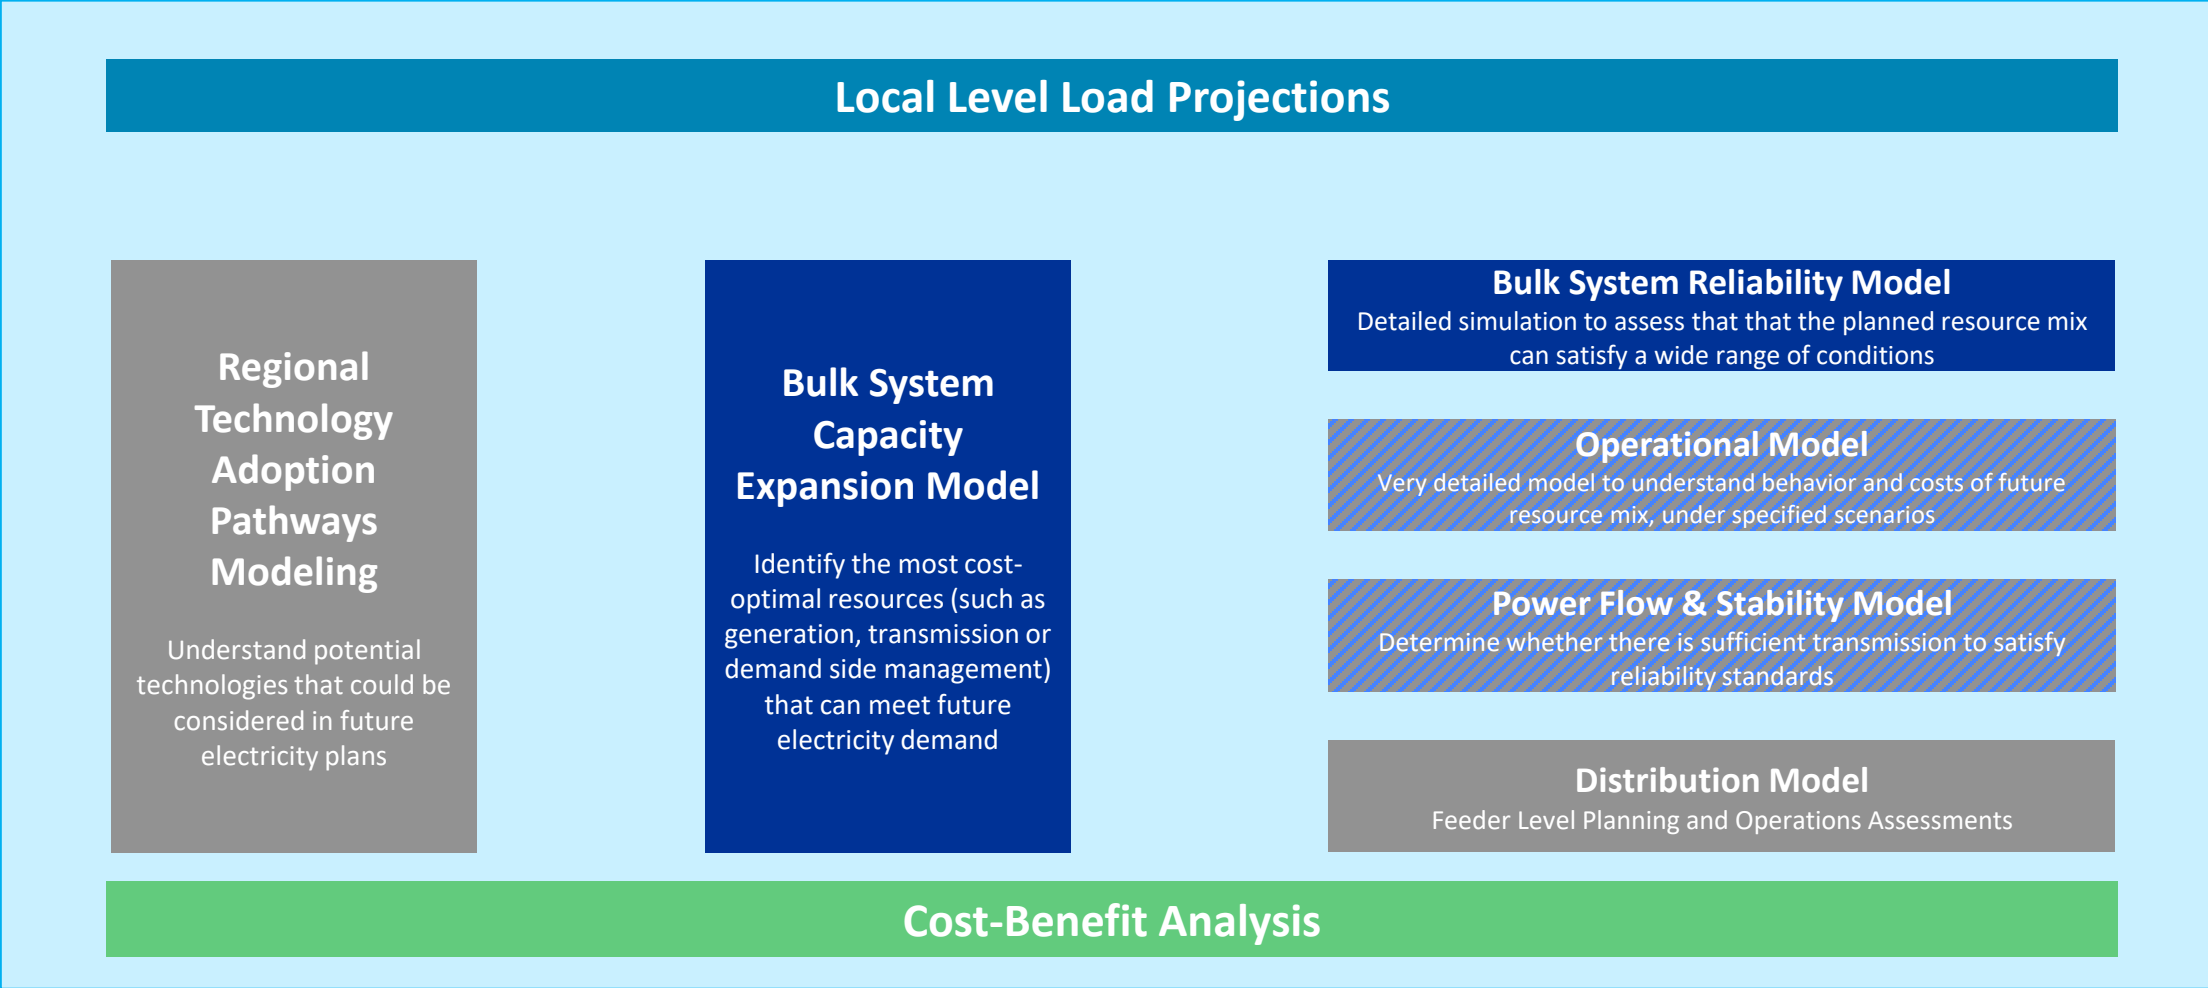 Local Level Load Projections
Regional
Technology
Adoption
Pathways
Modeling
Understand potential
technologies that could be
considered in future
electricity plans
Bulk System
Capacity
Expansion Model
Identify the most cost-
optimal resources (such as
generation, transmission or
demand side management)
that can meet future
electricity demand
Bulk System Reliability Model
Detailed simulation to assess that that the planned resource mix
can satisfy a wide range of conditions
Operational Model
Very detailed model to understand behavior and costs of future
resource mix, under specified scenarios
Power Flow & Stability Model
Determine whether there is sufficient transmission to satisfy
reliability standards
Distribution Model
Feeder Level Planning and Operations Assessments
Cost-Benefit Analysis